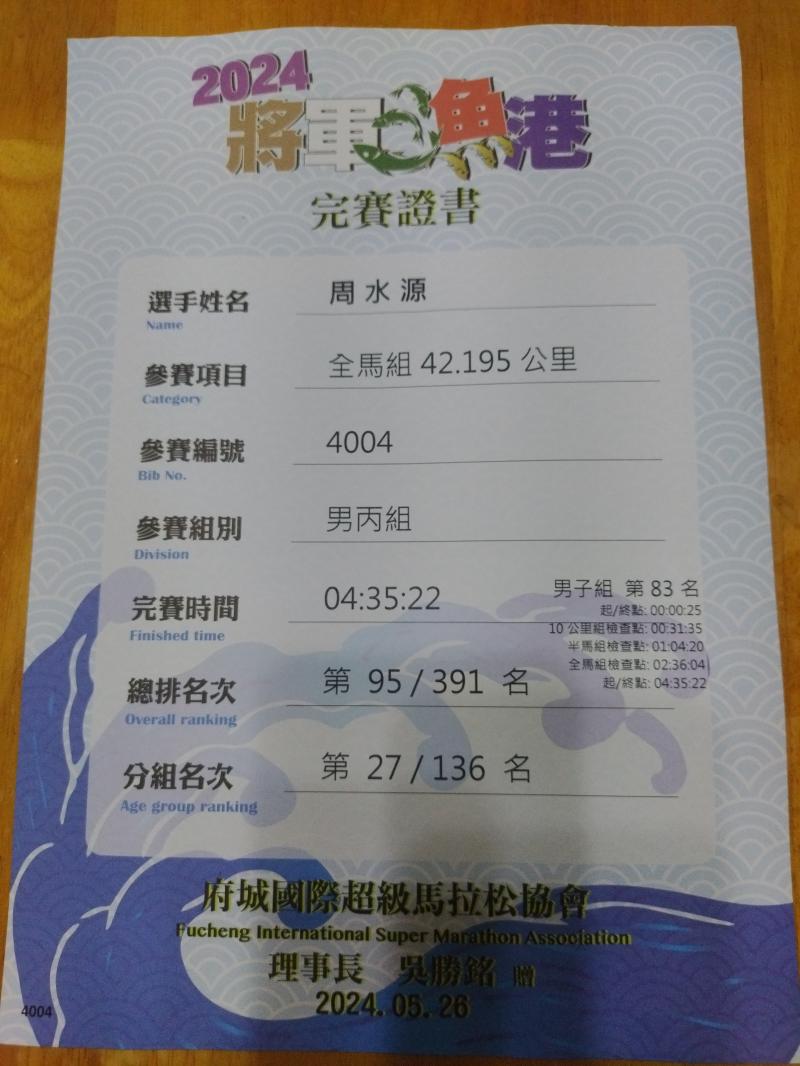 2024
將軍漁港
完賽證書
選手姓名 周水源
Name
參賽項目 全馬組 42.195 公里
Category
參賽編號 4004
Bib No.
參賽組別 男丙組
Division
完賽時間 04:35:22
Finished time
男子組 第 83 名
起/終點: 00:00:25
10 公里組檢查點: 00:31:35
半馬組檢查點: 01:04:20
全馬組檢查點: 02:36:04
起/終點: 04:35:22
總排名次 第 95 / 391 名
Overall ranking
分組名次 第 27 / 136 名
Age group ranking
府城國際超級馬拉松協會
Fucheng International Super Marathon Association
理事長 吳勝銘 贈
2024.05.26
4004